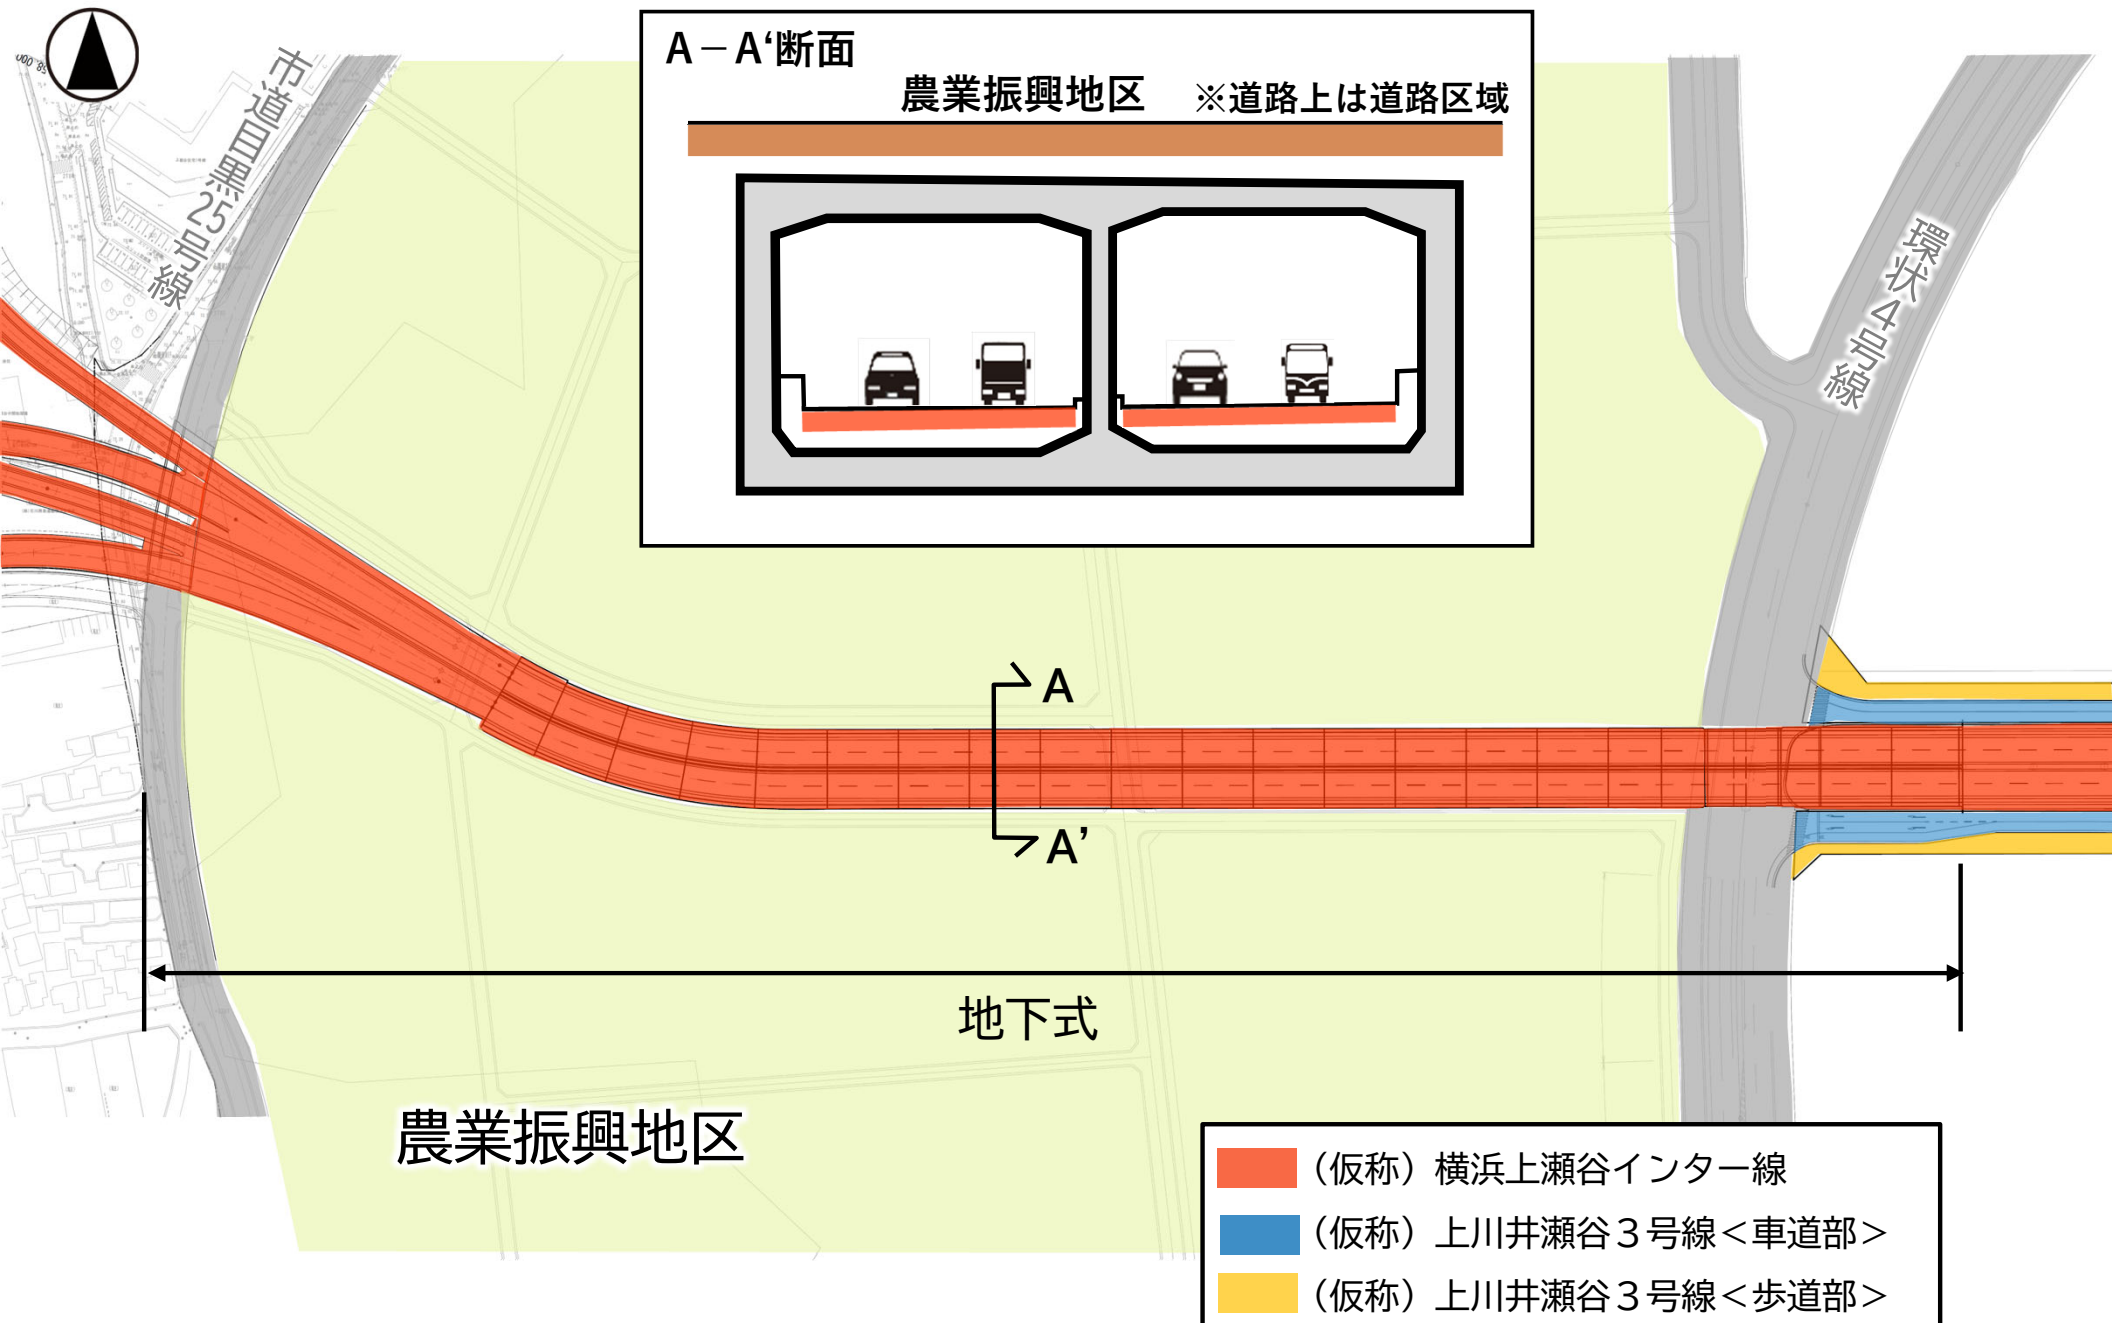 A－A‘断面
農業振興地区
※道路上は道路区域
市道目黒25号線
環状4号線
A
A’
地下式
農業振興地区
（仮称）横浜上瀬谷インター線
（仮称）上川井瀬谷３号線＜車道部＞
（仮称）上川井瀬谷３号線＜歩道部＞